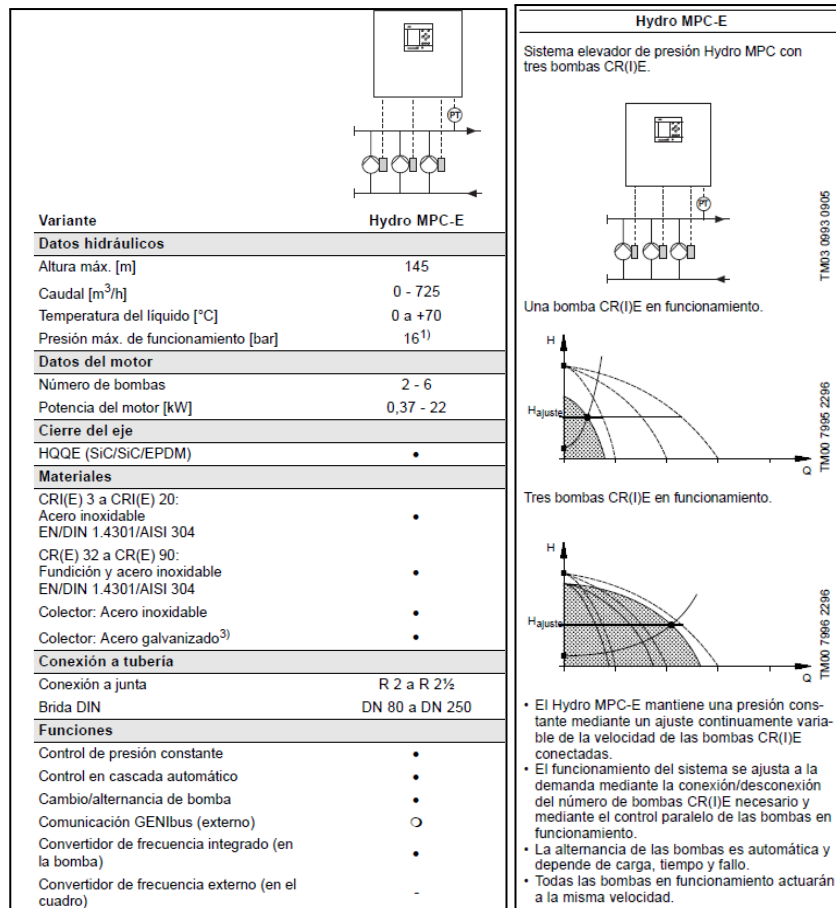 PT
Variante Hydro MPC-E
Datos hidráulicos
Altura máx. [m] 145
Caudal [m³/h] 0 - 725
Temperatura del líquido [°C] 0 a +70
Presión máx. de funcionamiento [bar] 16¹⁾
Datos del motor
Número de bombas 2 - 6
Potencia del motor [kW] 0,37 - 22
Cierre del eje
HQQE (SiC/SiC/EPDM) •
Materiales
CRI(E) 3 a CRI(E) 20:
Acero inoxidable •
EN/DIN 1.4301/AISI 304
CR(E) 32 a CR(E) 90:
Fundición y acero inoxidable •
EN/DIN 1.4301/AISI 304
Colector: Acero inoxidable •
Colector: Acero galvanizado³⁾ •
Conexión a tubería
Conexión a junta R 2 a R 2½
Brida DIN DN 80 a DN 250
Funciones
Control de presión constante •
Control en cascada automático •
Cambio/alternancia de bomba •
Comunicación GENIbus (externo) ❍
Convertidor de frecuencia integrado (en
la bomba) •
Convertidor de frecuencia externo (en el
cuadro) -
Hydro MPC-E
Sistema elevador de presión Hydro MPC con
tres bombas CR(I)E.
PT
TM03 0993 0905
Una bomba CR(I)E en funcionamiento.
H
Hajuste
Q
TM00 7995 2296
Tres bombas CR(I)E en funcionamiento.
H
Hajuste
Q
TM00 7996 2296
• El Hydro MPC-E mantiene una presión cons-
tante mediante un ajuste continuamente varia-
ble de la velocidad de las bombas CR(I)E
conectadas.
• El funcionamiento del sistema se ajusta a la
demanda mediante la conexión/desconexión
del número de bombas CR(I)E necesario y
mediante el control paralelo de las bombas en
funcionamiento.
• La alternancia de las bombas es automática y
depende de carga, tiempo y fallo.
• Todas las bombas en funcionamiento actuarán
a la misma velocidad.